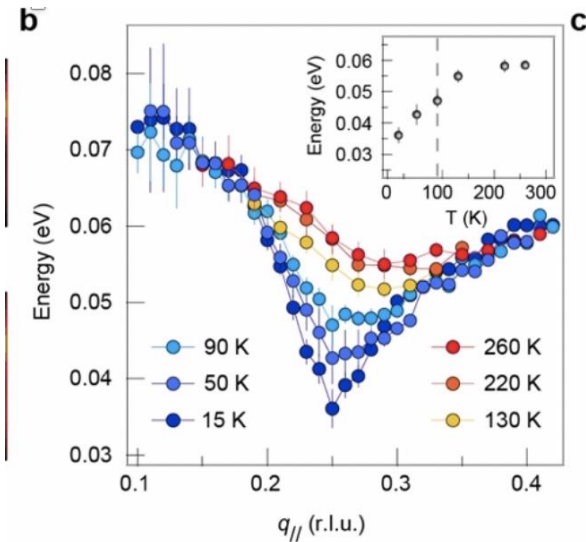 b
c
0.08
0.07
0.06
0.05
0.04
0.03
Energy (eV)
0.1
0.2
0.3
0.4
q// (r.l.u.)
90 K
50 K
15 K
260 K
220 K
130 K
0.06
0.05
0.04
0.03
Energy (eV)
0
100
200
300
T (K)